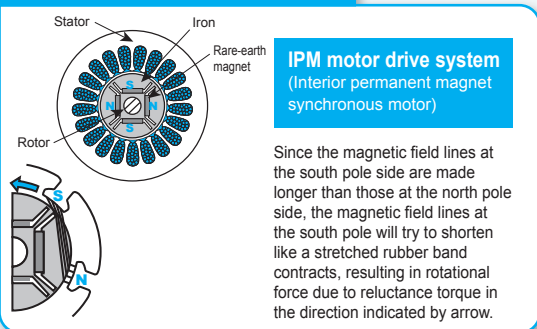 Stator
Iron
Rare-earth
magnet
S
N
N
S
Rotor
S
N
IPM motor drive system
(Interior permanent magnet
synchronous motor)
Since the magnetic field lines at
the south pole side are made
longer than those at the north pole
side, the magnetic field lines at
the south pole will try to shorten
like a stretched rubber band
contracts, resulting in rotational
force due to reluctance torque in
the direction indicated by arrow.